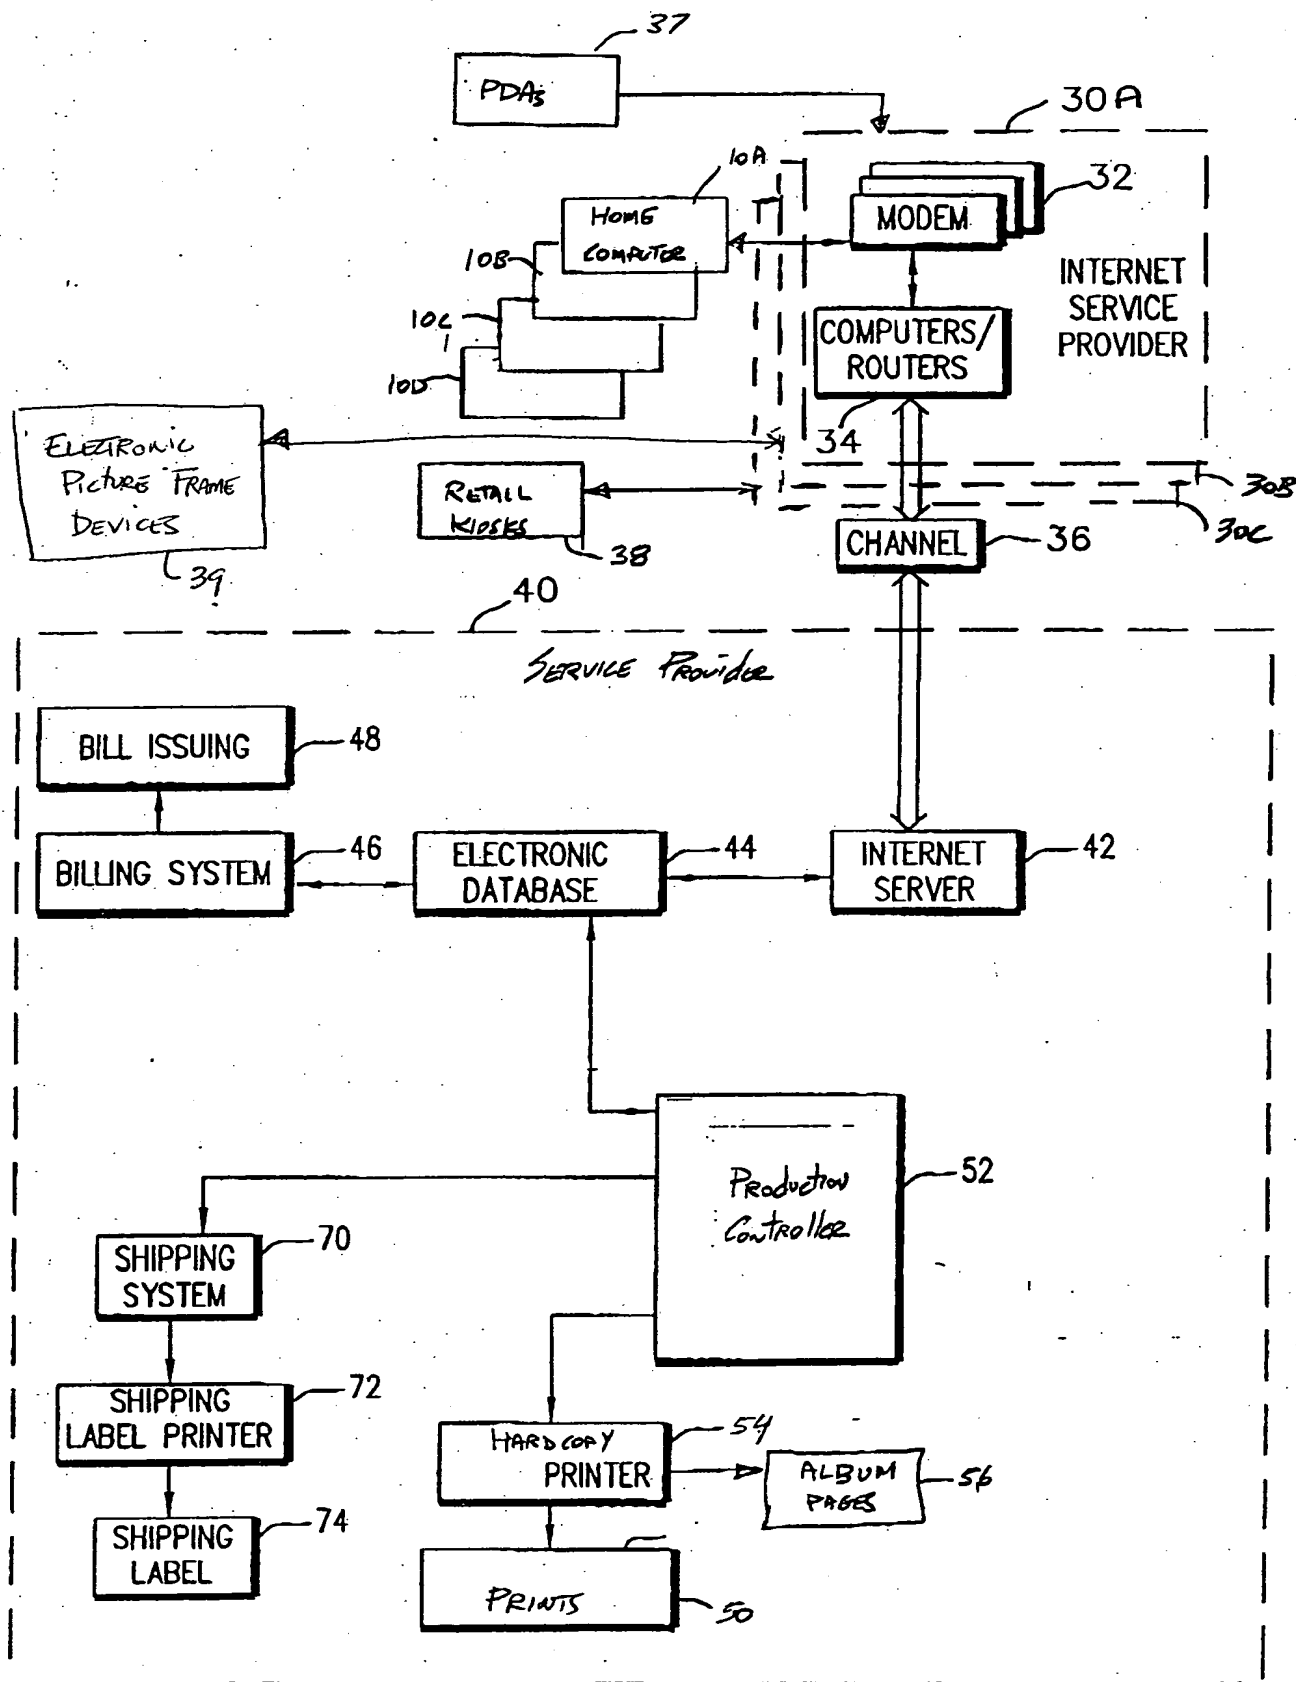 37
PDAs
30A
10A
32
MODEM
HOME
COMPUTER
10B
INTERNET
SERVICE
PROVIDER
10C
COMPUTERS/
ROUTERS
10D
34
ELECTRONIC
PICTURE FRAME
DEVICES
RETAIL
KIOSKS
30B
30C
38
CHANNEL
36
39
40
SERVICE PROVIDER
BILL ISSUING
48
BILLING SYSTEM
46
ELECTRONIC
DATABASE
44
INTERNET
SERVER
42
PRODUCTION
CONTROLLER
52
SHIPPING
SYSTEM
70
SHIPPING
LABEL PRINTER
72
HARDCOPY
PRINTER
54
ALBUM
PAGES
56
SHIPPING
LABEL
74
PRINTS
50